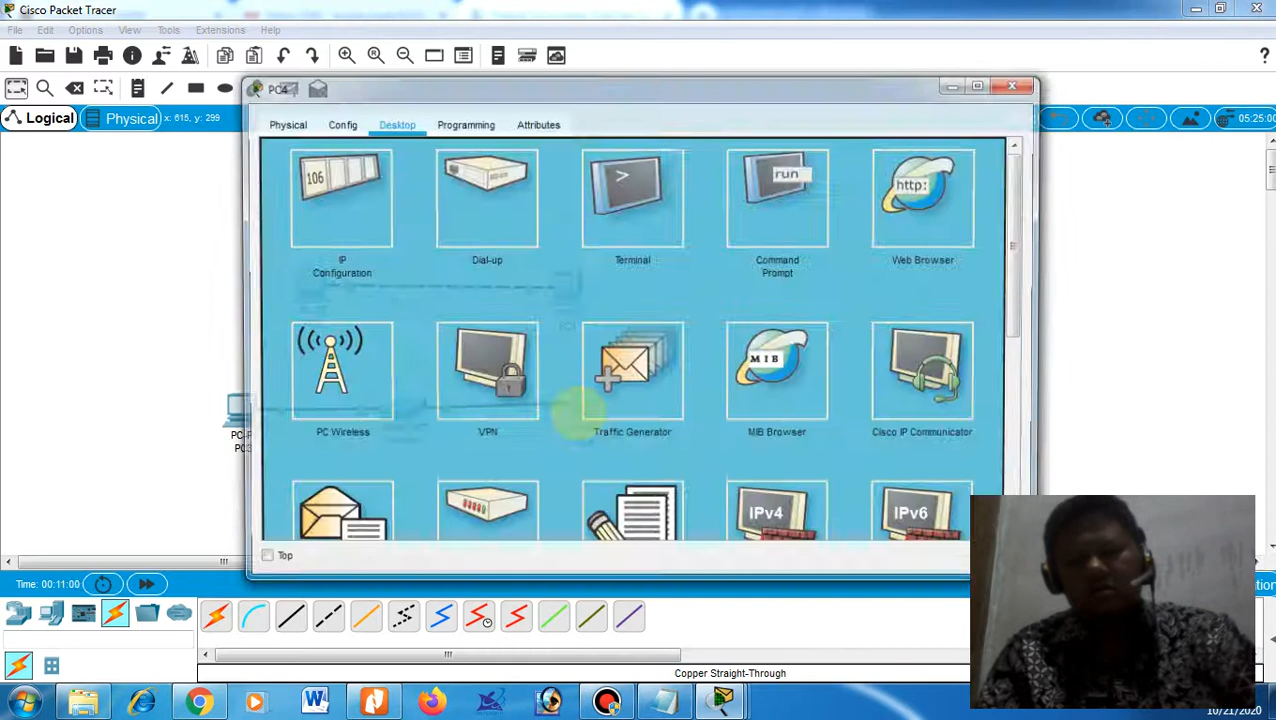 Cisco Packet Tracer
File Edit Options View Tools Extensions Help
?
PC4
Logical Physical x: 615, y: 299
05:25:00
Physical Config Desktop Programming Attributes
106 > run http:
IP Configuration
Dial-up
Terminal
Command Prompt
Web Browser
MIB
PC Wireless VPN Traffic Generator MIB Browser Cisco IP Communicator
PC-P
PC3
IPv4 IPv6
Top
Time: 00:11:00
Copper Straight-Through
10/21/2020